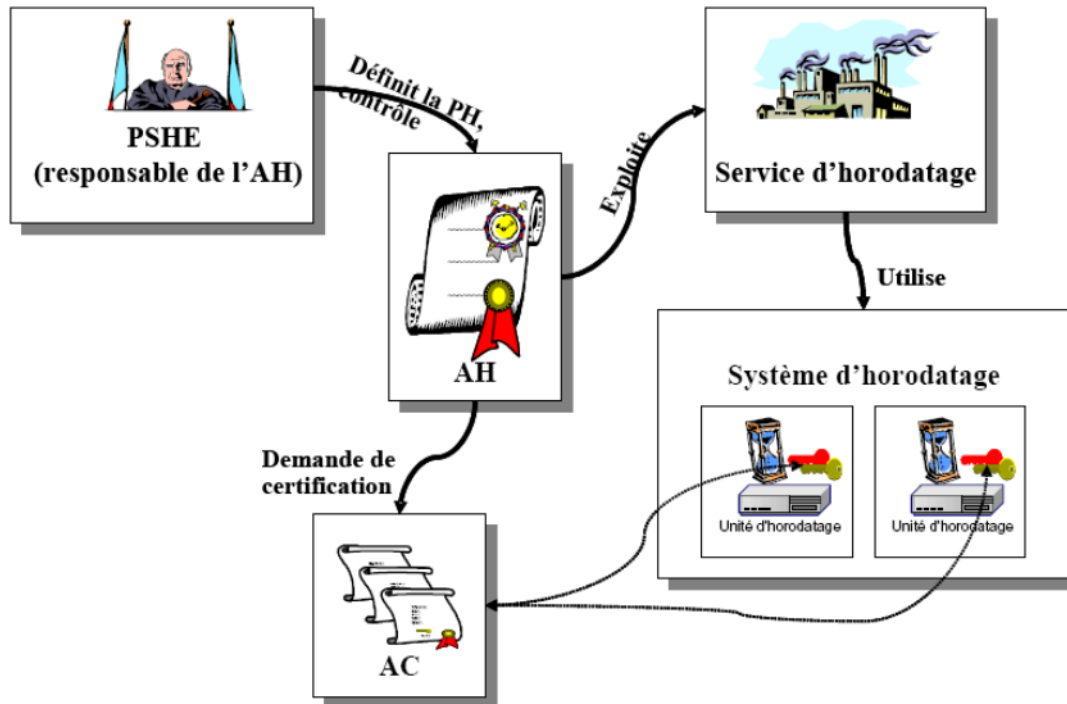 PSHE
(responsable de l'AH)
Définit la PH,
contrôle
AH
Exploite
Service d'horodatage
Utilise
Système d'horodatage
Unité d'horodatage
Unité d'horodatage
Demande de
certification
AC